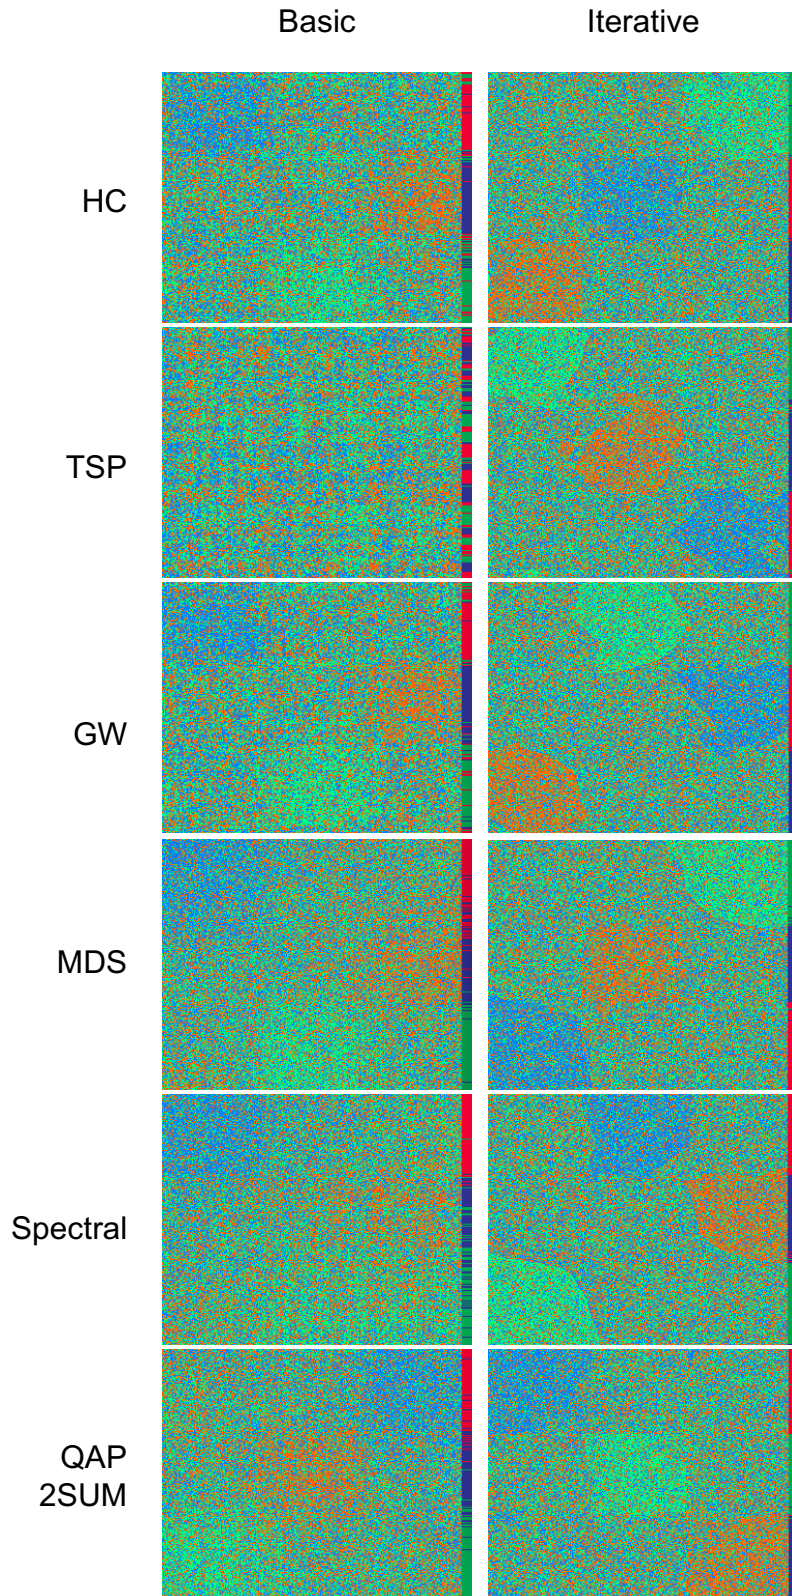 Basic
Iterative
HC
TSP
GW
MDS
Spectral
QAP
2SUM